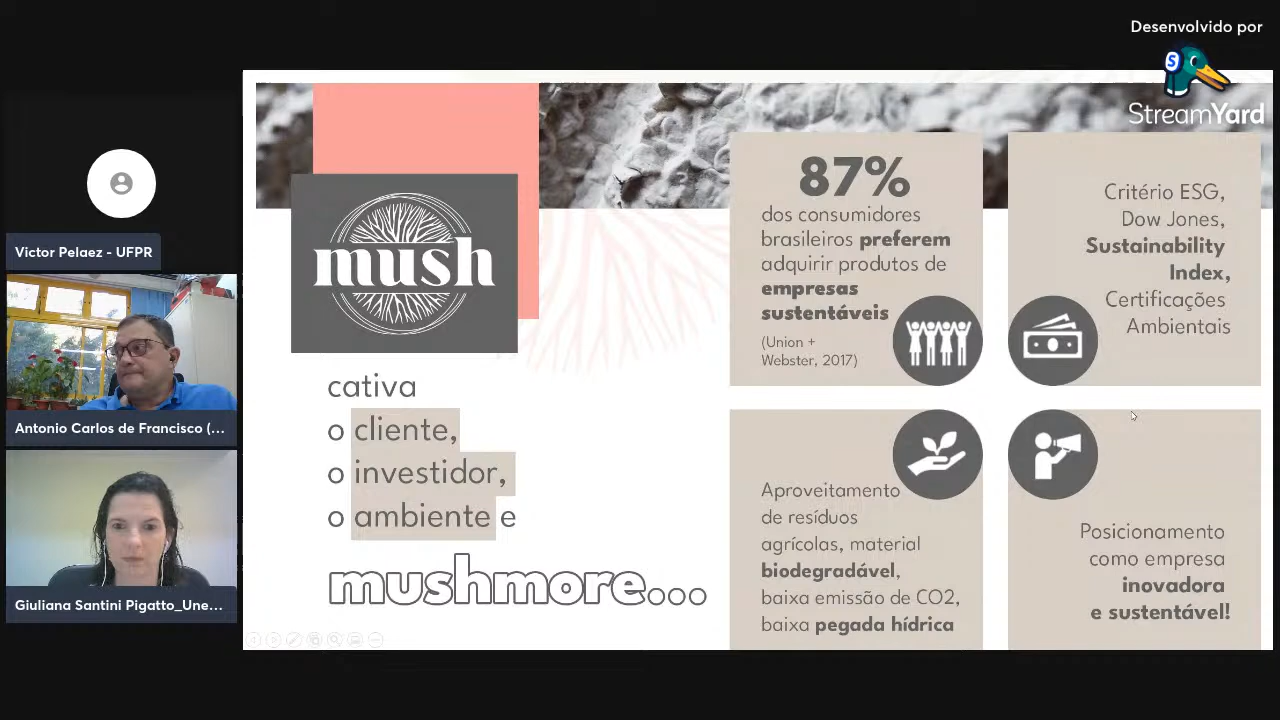 Desenvolvido por
StreamYard
Victor Pelaez - UFPR
Antonio Carlos de Francisco (...
Giuliana Santini Pigatto_Une...
mush
cativa
o cliente,
o investidor,
o ambiente e
mushmore...
87%
dos consumidores
brasileiros preferem
adquirir produtos de
empresas
sustentáveis
(Union +
Webster, 2017)
Critério ESG,
Dow Jones,
Sustainability
Index,
Certificações
Ambientais
Aproveitamento
de resíduos
agrícolas, material
biodegradável,
baixa emissão de CO2,
baixa pegada hídrica
Posicionamento
como empresa
inovadora
e sustentável!